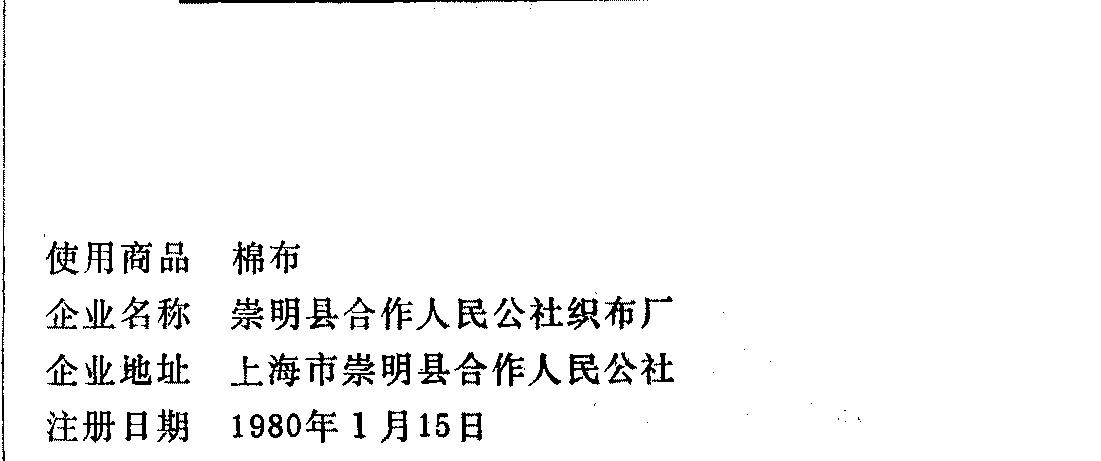 使用商品 棉布
企业名称 崇明县合作人民公社织布厂
企业地址 上海市崇明县合作人民公社
注册日期 1980年1月15日